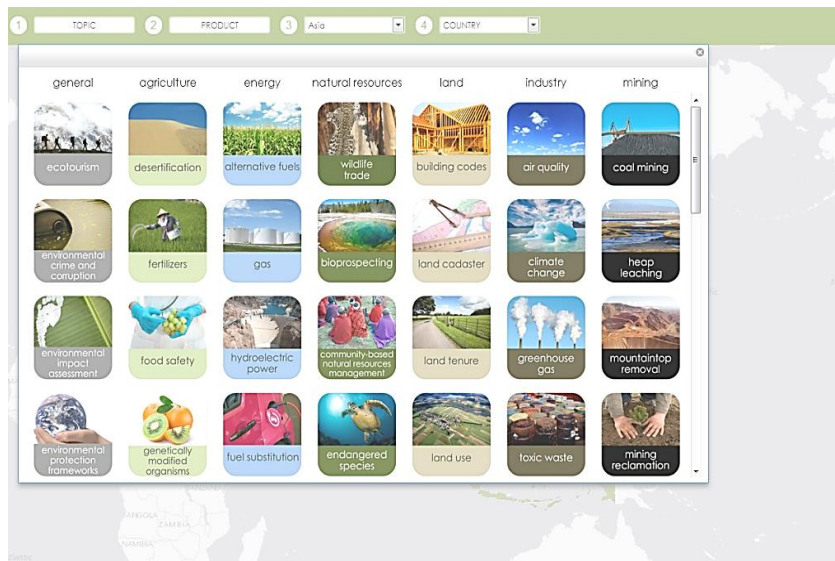 1 TOPIC 2 PRODUCT 3 Asia 4 COUNTRY
general agriculture energy natural resources land industry mining
ecotourism
desertification
alternative fuels
wildlife
trade
building codes
air quality
coal mining
environmental
crime and
corruption
fertilizers
gas
bioprospecting
land cadaster
climate
change
heap
leaching
environmental
impact
assessment
food safety
hydroelectric
power
community-based
natural resources
management
land tenure
greenhouse
gas
mountaintop
removal
environmental
protection
frameworks
genetically
modified
organisms
fuel substitution
endangered
species
land use
toxic waste
mining
reclamation
ANGOLA
ZAMBIA
NAMIBIA